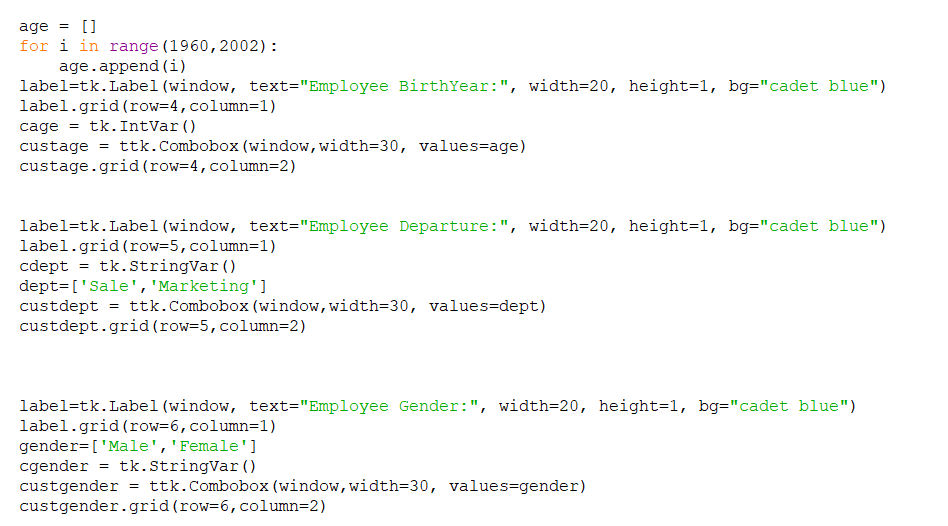 age = []
for i in range(1960,2002):
    age.append(i)
label=tk.Label(window, text="Employee BirthYear:", width=20, height=1, bg="cadet blue")
label.grid(row=4,column=1)
cage = tk.IntVar()
custage = ttk.Combobox(window,width=30, values=age)
custage.grid(row=4,column=2)
label=tk.Label(window, text="Employee Departure:", width=20, height=1, bg="cadet blue")
label.grid(row=5,column=1)
cdept = tk.StringVar()
dept=['Sale','Marketing']
custdept = ttk.Combobox(window,width=30, values=dept)
custdept.grid(row=5,column=2)
label=tk.Label(window, text="Employee Gender:", width=20, height=1, bg="cadet blue")
label.grid(row=6,column=1)
gender=['Male','Female']
cgender = tk.StringVar()
custgender = ttk.Combobox(window,width=30, values=gender)
custgender.grid(row=6,column=2)